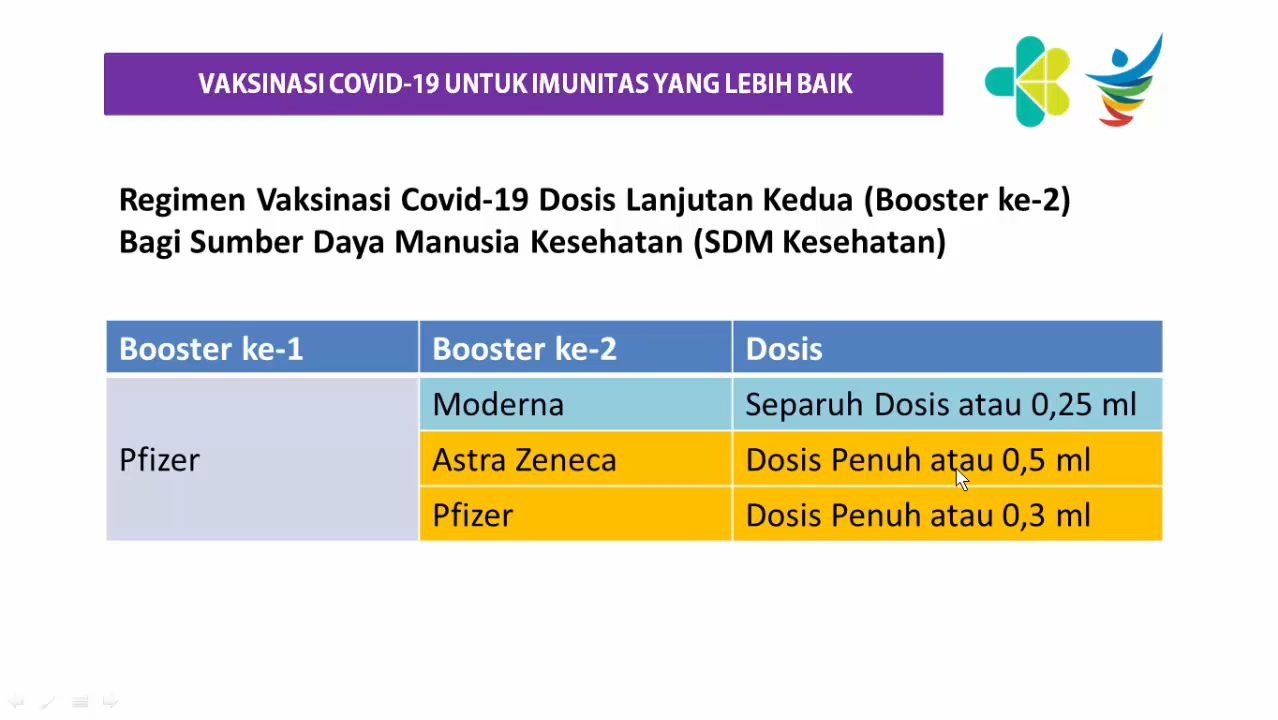 VAKSINASI COVID-19 UNTUK IMUNITAS YANG LEBIH BAIK
Regimen Vaksinasi Covid-19 Dosis Lanjutan Kedua (Booster ke-2)
Bagi Sumber Daya Manusia Kesehatan (SDM Kesehatan)
Booster ke-1 Booster ke-2 Dosis
Moderna Separuh Dosis atau 0,25 ml
Pfizer Astra Zeneca Dosis Penuh atau 0,5 ml
Pfizer Dosis Penuh atau 0,3 ml